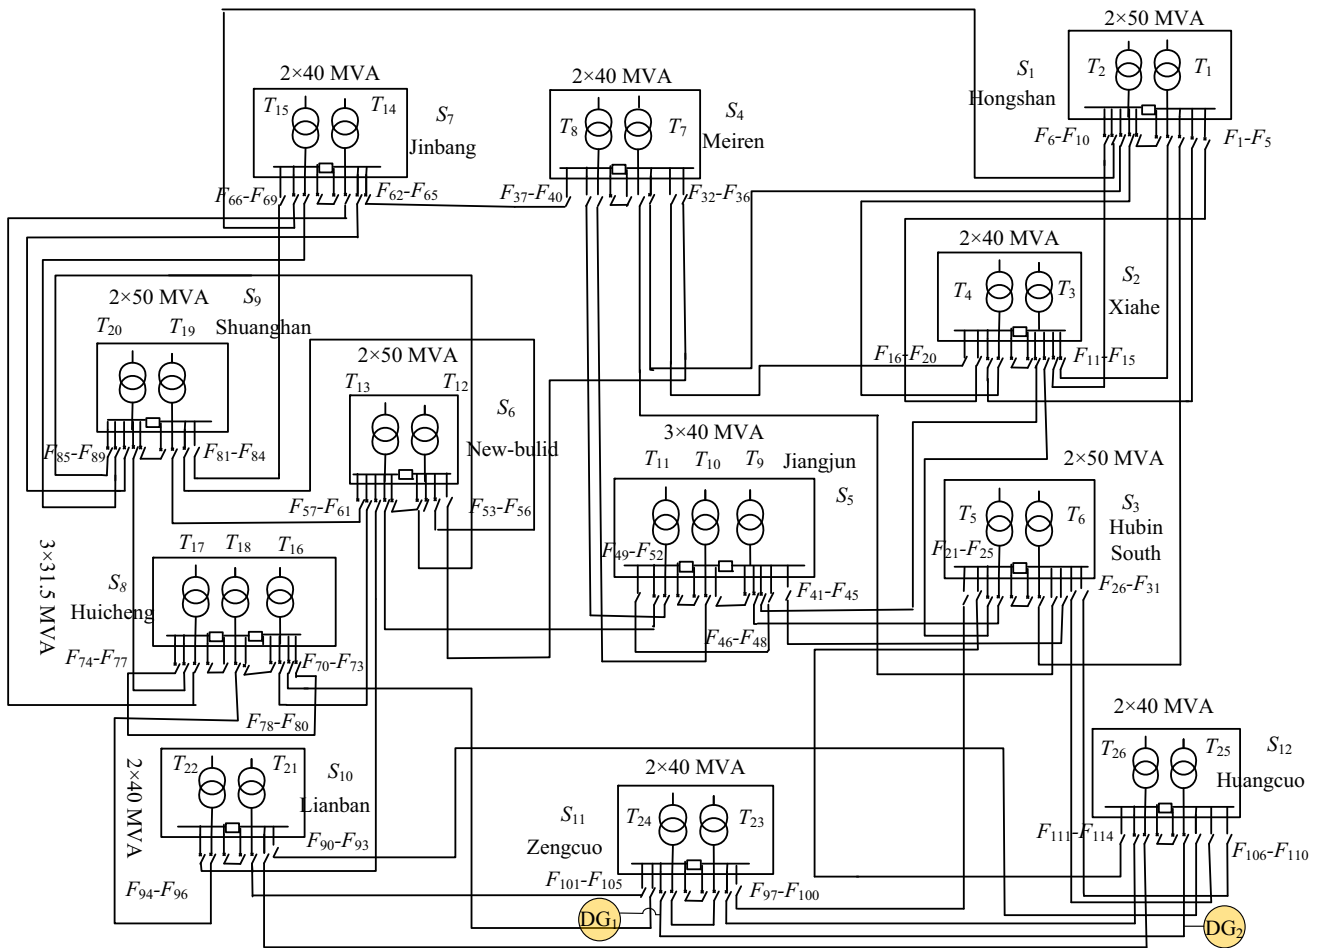 2×50 MVA
T2
T1
S1
Hongshan
F6-F10
F1-F5
2×40 MVA
T15
T14
S7
Jinbang
F66-F69
F62-F65
2×40 MVA
T8
T7
S4
Meiren
F37-F40
F32-F36
2×40 MVA
T4
T3
S2
Xiahe
F16-F20
F11-F15
2×50 MVA
S9
Shuanghan
T20
T19
F85-F89
F81-F84
2×50 MVA
T13
T12
S6
New-bulid
F57-F61
F53-F56
3×40 MVA
T11
T10
T9
Jiangjun
S5
F49-F52
F41-F45
F46-F48
2×50 MVA
T5
T6
S3
Hubin
South
F21-F25
F26-F31
3×31.5 MVA
T17
T18
T16
S8
Huicheng
F74-F77
F70-F73
F78-F80
2×40 MVA
T22
T21
S10
Lianban
F90-F93
F94-F96
2×40 MVA
T24
T23
S11
Zengcuo
F101-F105
F97-F100
DG1
2×40 MVA
T26
T25
S12
Huangcuo
F111-F114
F106-F110
DG2